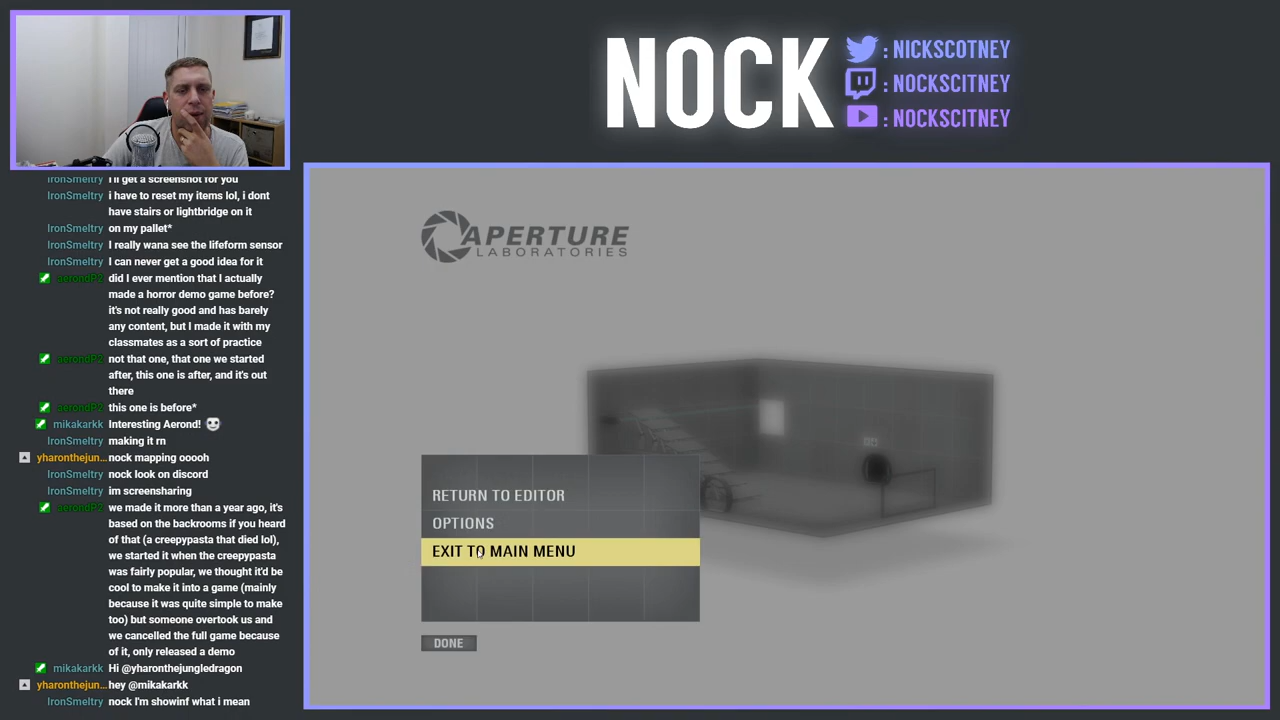 NOCK
: NICKSCOTNEY
: NOCKSCITNEY
: NOCKSCITNEY
IronSmeltry I'll get a screenshot for you
IronSmeltry i have to reset my items lol, i dont
have stairs or lightbridge on it
IronSmeltry on my pallet*
IronSmeltry I really wana see the lifeform sensor
IronSmeltry I can never get a good idea for it
aerondP2 did I ever mention that I actually
made a horror demo game before?
it's not really good and has barely
any content, but I made it with my
classmates as a sort of practice
aerondP2 not that one, that one we started
after, this one is after, and it's out
there
aerondP2 this one is before*
mikakarkk Interesting Aerond!
IronSmeltry making it rn
yharonthejun... nock mapping ooooh
IronSmeltry nock look on discord
IronSmeltry im screensharing
aerondP2 we made it more than a year ago, it's
based on the backrooms if you heard
of that (a creepypasta that died lol),
we started it when the creepypasta
was fairly popular, we thought it'd be
cool to make it into a game (mainly
because it was quite simple to make
too) but someone overtook us and
we cancelled the full game because
of it, only released a demo
mikakarkk Hi @yharonthejungledragon
yharonthejun... hey @mikakarkk
IronSmeltry nock I'm showinf what i mean
APERTURE
LABORATORIES
RETURN TO EDITOR
OPTIONS
EXIT TO MAIN MENU
DONE